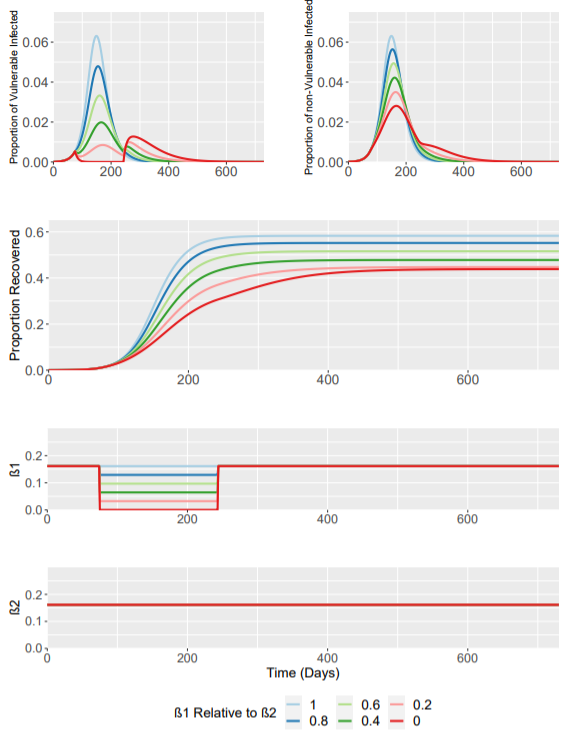 Proportion of Vulnerable Infected
0.06
0.04
0.02
0.00
0 200 400 600
Proportion of non-Vulnerable Infected
0.06
0.04
0.02
0.00
0 200 400 600
Proportion Recovered
0.6
0.4
0.2
0.0
0 200 400 600
ß1
0.2
0.1
0.0
0 200 400 600
ß2
0.2
0.1
0.0
0 200 400 600
Time (Days)
ß1 Relative to ß2
1 0.6 0.2
0.8 0.4 0